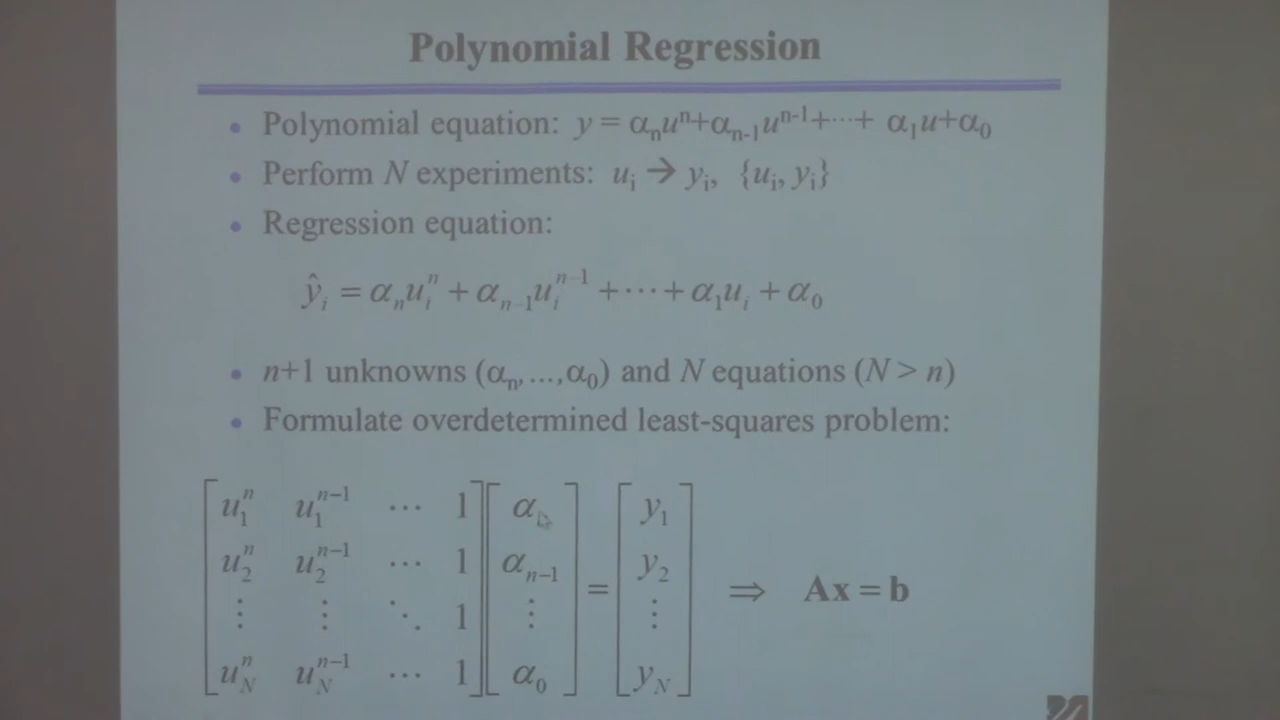 Polynomial Regression
• Polynomial equation: y = αₙuⁿ+αₙ₋₁uⁿ⁻¹+⋯+ α₁u+α₀
• Perform N experiments: uᵢ → yᵢ, {uᵢ, yᵢ}
• Regression equation:
ŷᵢ = αₙuᵢⁿ + αₙ₋₁uᵢⁿ⁻¹ + ⋯ + α₁uᵢ + α₀
• n+1 unknowns (αₙ,...,α₀) and N equations (N > n)
• Formulate overdetermined least-squares problem:
[u₁ⁿ u₁ⁿ⁻¹ ⋯ 1] [α] [y₁]
[u₂ⁿ u₂ⁿ⁻¹ ⋯ 1] [αₙ₋₁] = [y₂] ⇒ Ax = b
[⋮ ⋮ ⋱ 1] [⋮] [⋮]
[u_Nⁿ u_Nⁿ⁻¹ ⋯ 1] [α₀] [y_N]